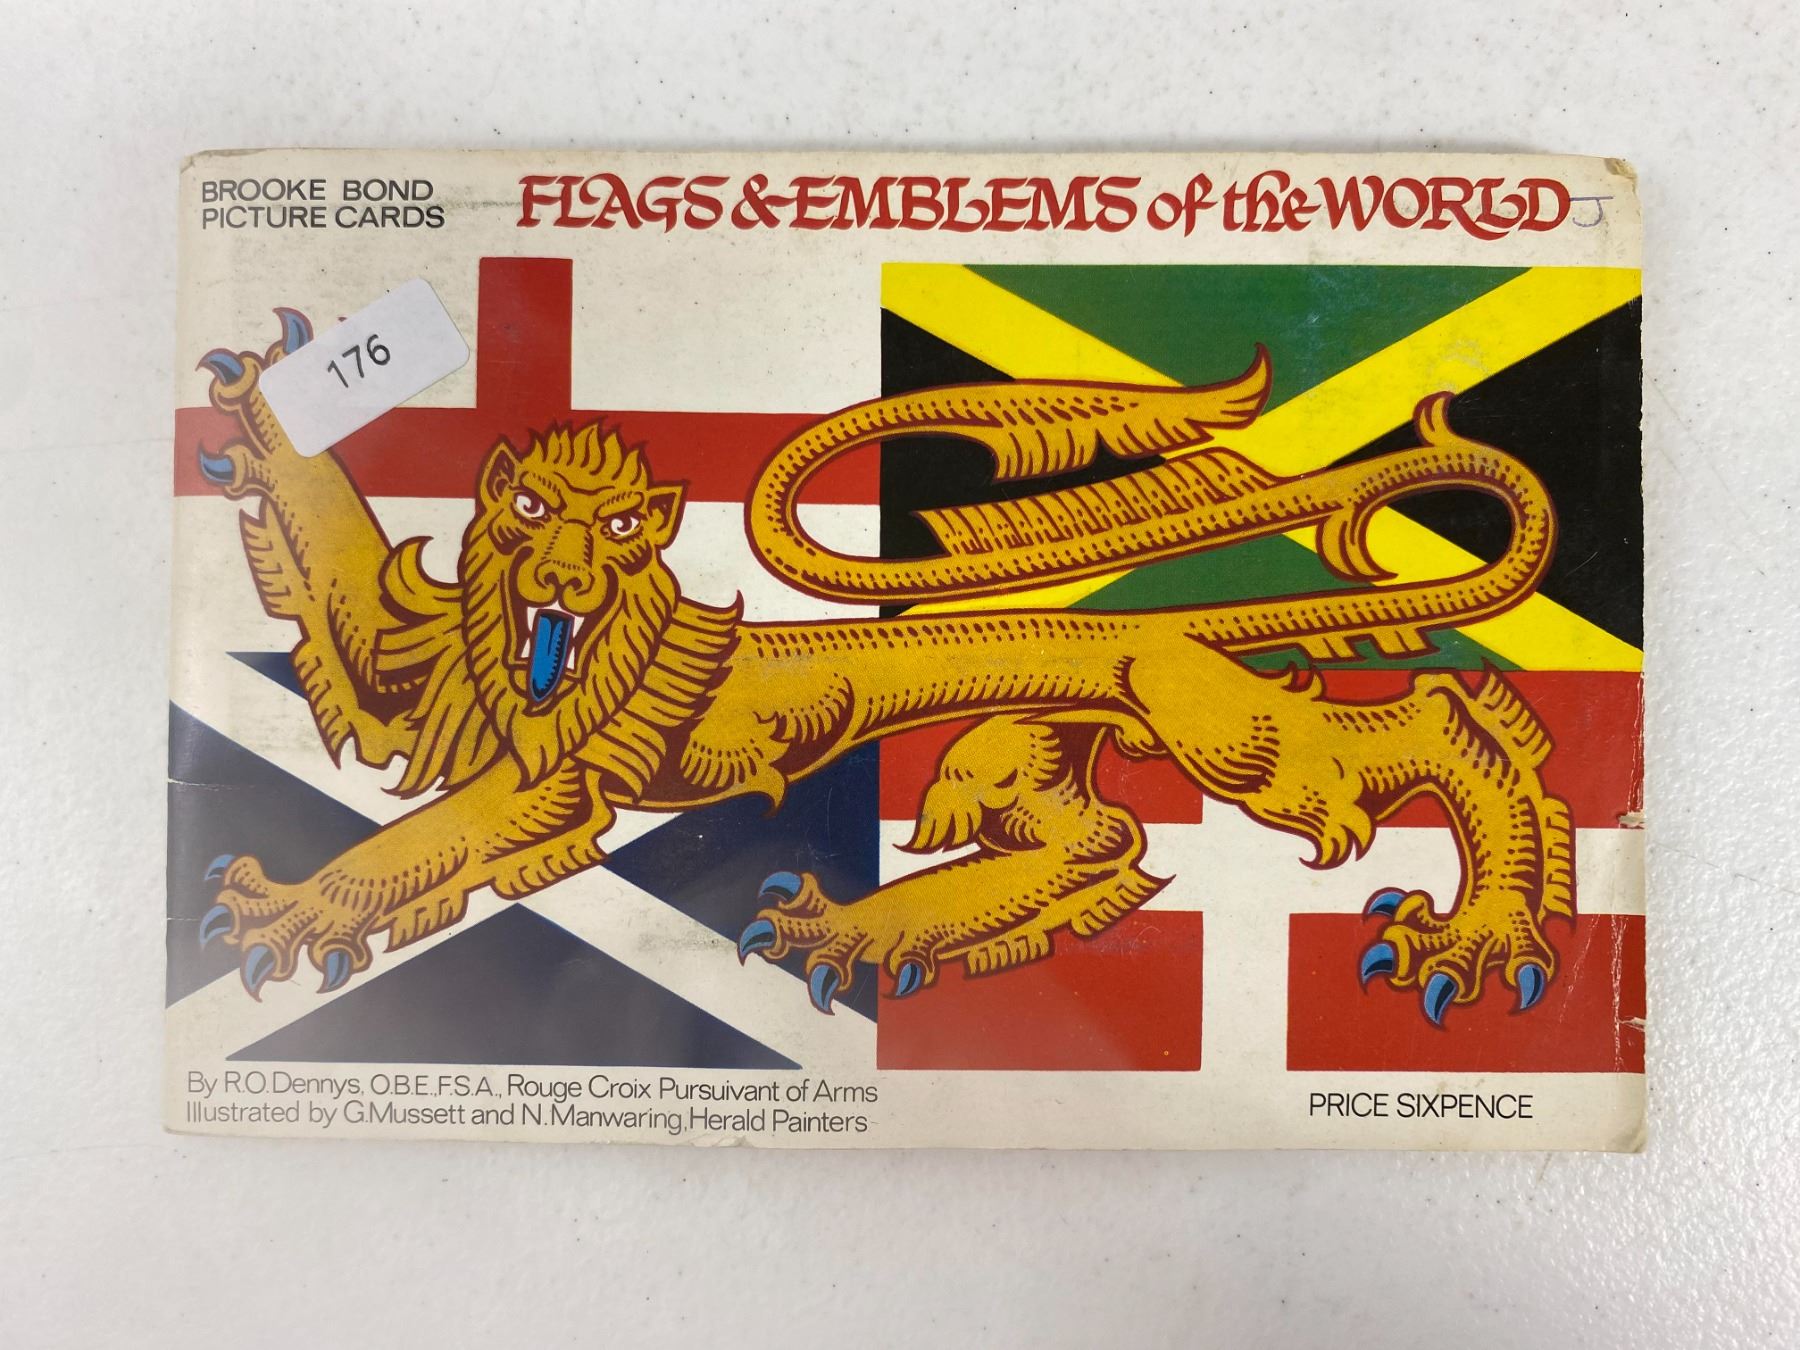 BROOKE BOND
PICTURE CARDS
FLAGS & EMBLEMS of the WORLD
J
176
By R.O. Dennys, O.B.E., F.S.A., Rouge Croix Pursuivant of Arms
Illustrated by G. Mussett and N. Manwaring, Herald Painters
PRICE SIXPENCE